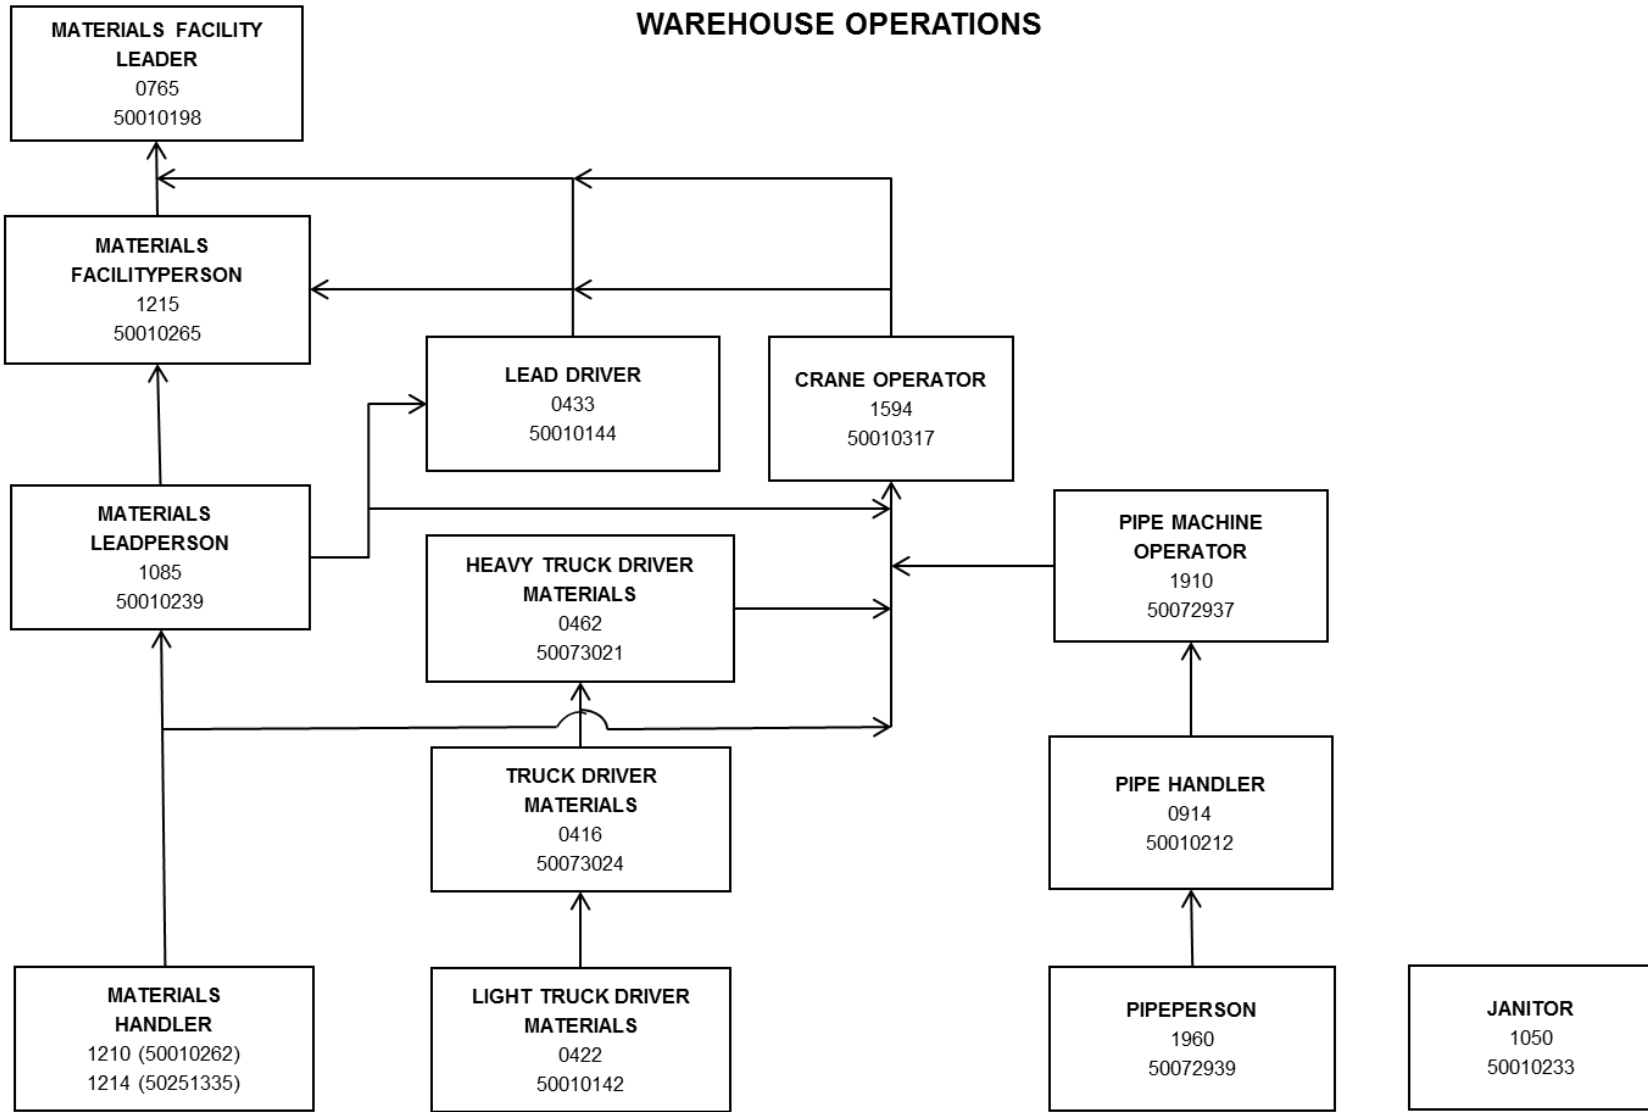 WAREHOUSE OPERATIONS
MATERIALS FACILITY
LEADER
0765
50010198
MATERIALS
FACILITYPERSON
1215
50010265
LEAD DRIVER
0433
50010144
CRANE OPERATOR
1594
50010317
MATERIALS
LEADPERSON
1085
50010239
HEAVY TRUCK DRIVER
MATERIALS
0462
50073021
PIPE MACHINE
OPERATOR
1910
50072937
TRUCK DRIVER
MATERIALS
0416
50073024
PIPE HANDLER
0914
50010212
MATERIALS
HANDLER
1210 (50010262)
1214 (50251335)
LIGHT TRUCK DRIVER
MATERIALS
0422
50010142
PIPEPERSON
1960
50072939
JANITOR
1050
50010233